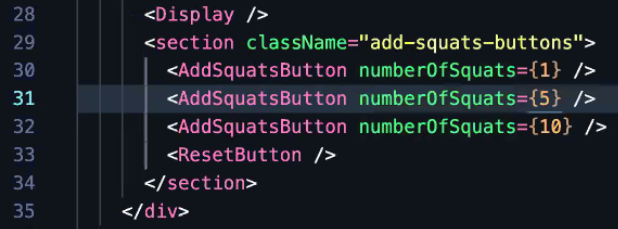 28 <Display />
29 <section className="add-squats-buttons">
30 <AddSquatsButton numberOfSquats={1} />
31 <AddSquatsButton numberOfSquats={5} />
32 <AddSquatsButton numberOfSquats={10} />
33 <ResetButton />
34 </section>
35 </div>